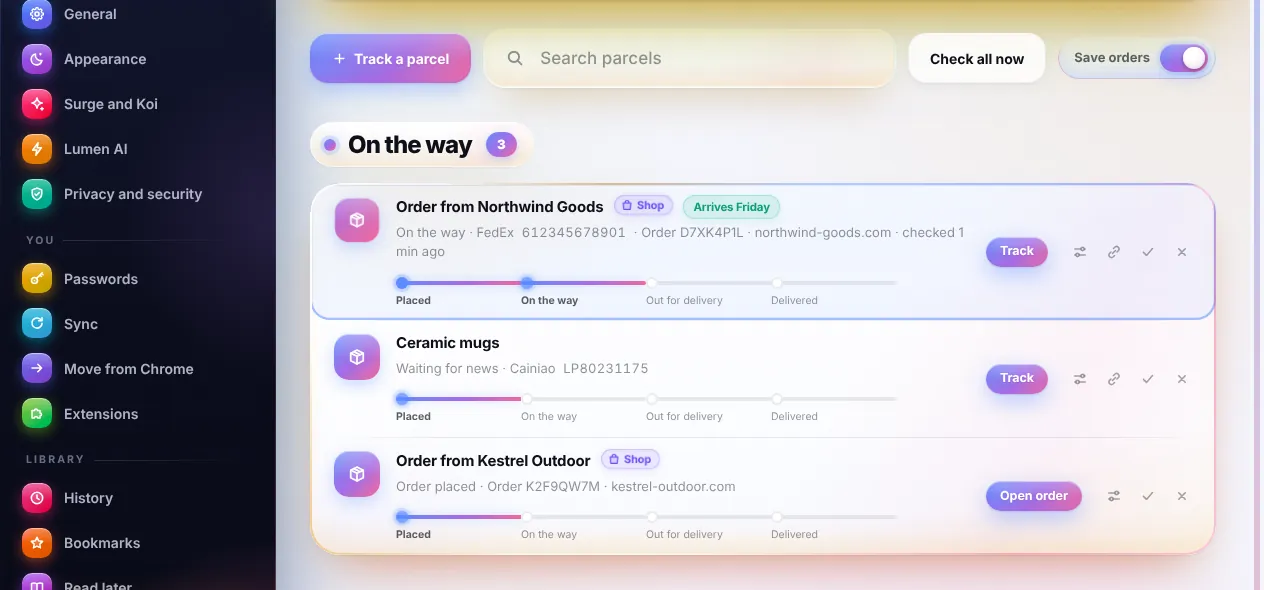 General
Appearance
Surge and Koi
Lumen AI
Privacy and security
YOU
Passwords
Sync
Move from Chrome
Extensions
LIBRARY
History
Bookmarks
Read later
+ Track a parcel
Search parcels
Check all now
Save orders
On the way 3
Order from Northwind Goods Shop Arrives Friday
On the way · FedEx 612345678901 · Order D7XK4P1L · northwind-goods.com · checked 1
min ago
Track
Placed On the way Out for delivery Delivered
Ceramic mugs
Waiting for news · Cainiao LP80231175
Track
Placed On the way Out for delivery Delivered
Order from Kestrel Outdoor Shop
Order placed · Order K2F9QW7M · kestrel-outdoor.com
Open order
Placed On the way Out for delivery Delivered